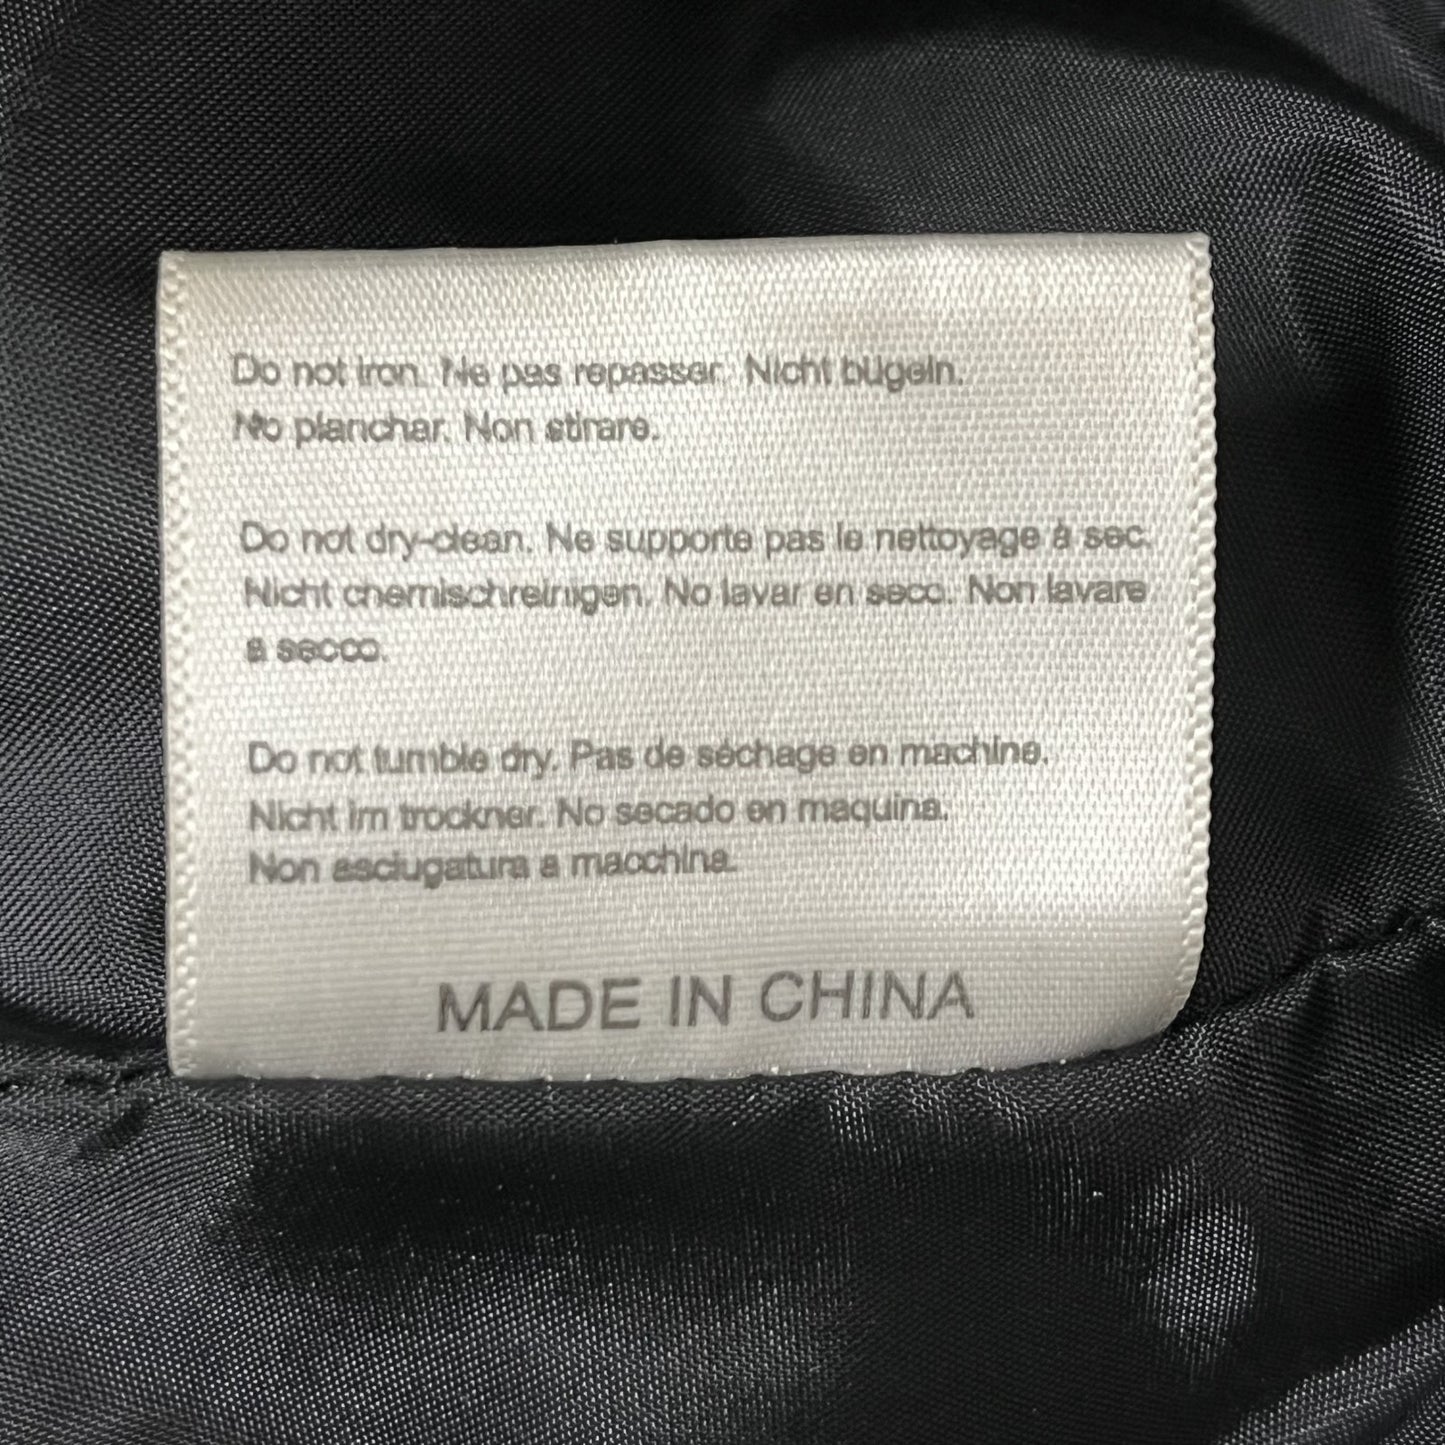 Do not iron. Ne pas repasser. Nicht bügeln.
No planchar. Non stirare.
Do not dry-clean. Ne supporte pas le nettoyage à sec.
Nicht chemischreinigen. No lavar en seco. Non lavare
a secco.
Do not tumble dry. Pas de séchage en machine.
Nicht im trockner. No secado en maquina.
Non asciugatura a macchina.
MADE IN CHINA